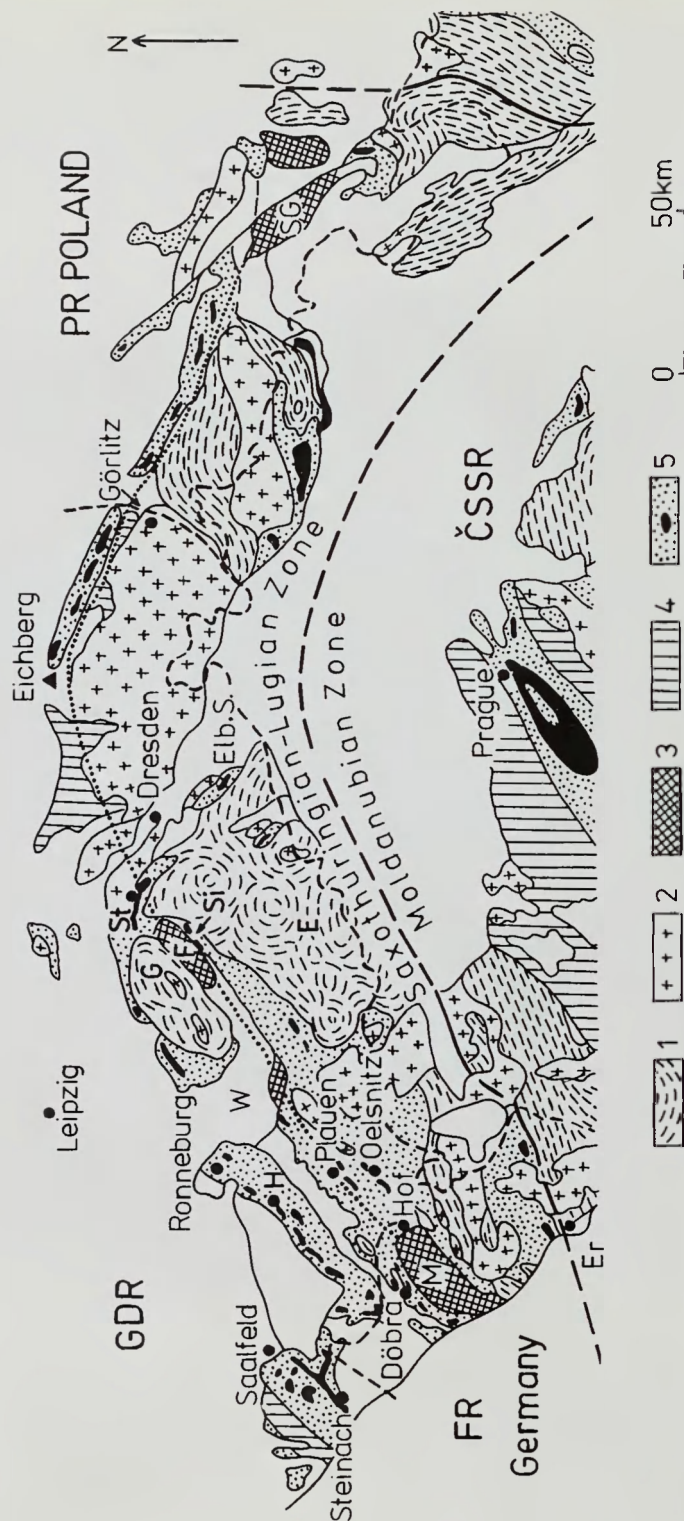 N
PR POLAND
GDR
Leipzig
Eichberg
Görlitz
SG
Dresden
Elb.S.
St
G
F
Sl
E
Ronneburg
W
H
Saalfeld
Steinach
Plauen
Oelsnitz
L
Döbra
Hof
M
Er
FR
Germany
Saxothuringian-Lugian Zone
Moldanubian Zone
Prague
ČSSR
1
2
3
4
5
0
50km